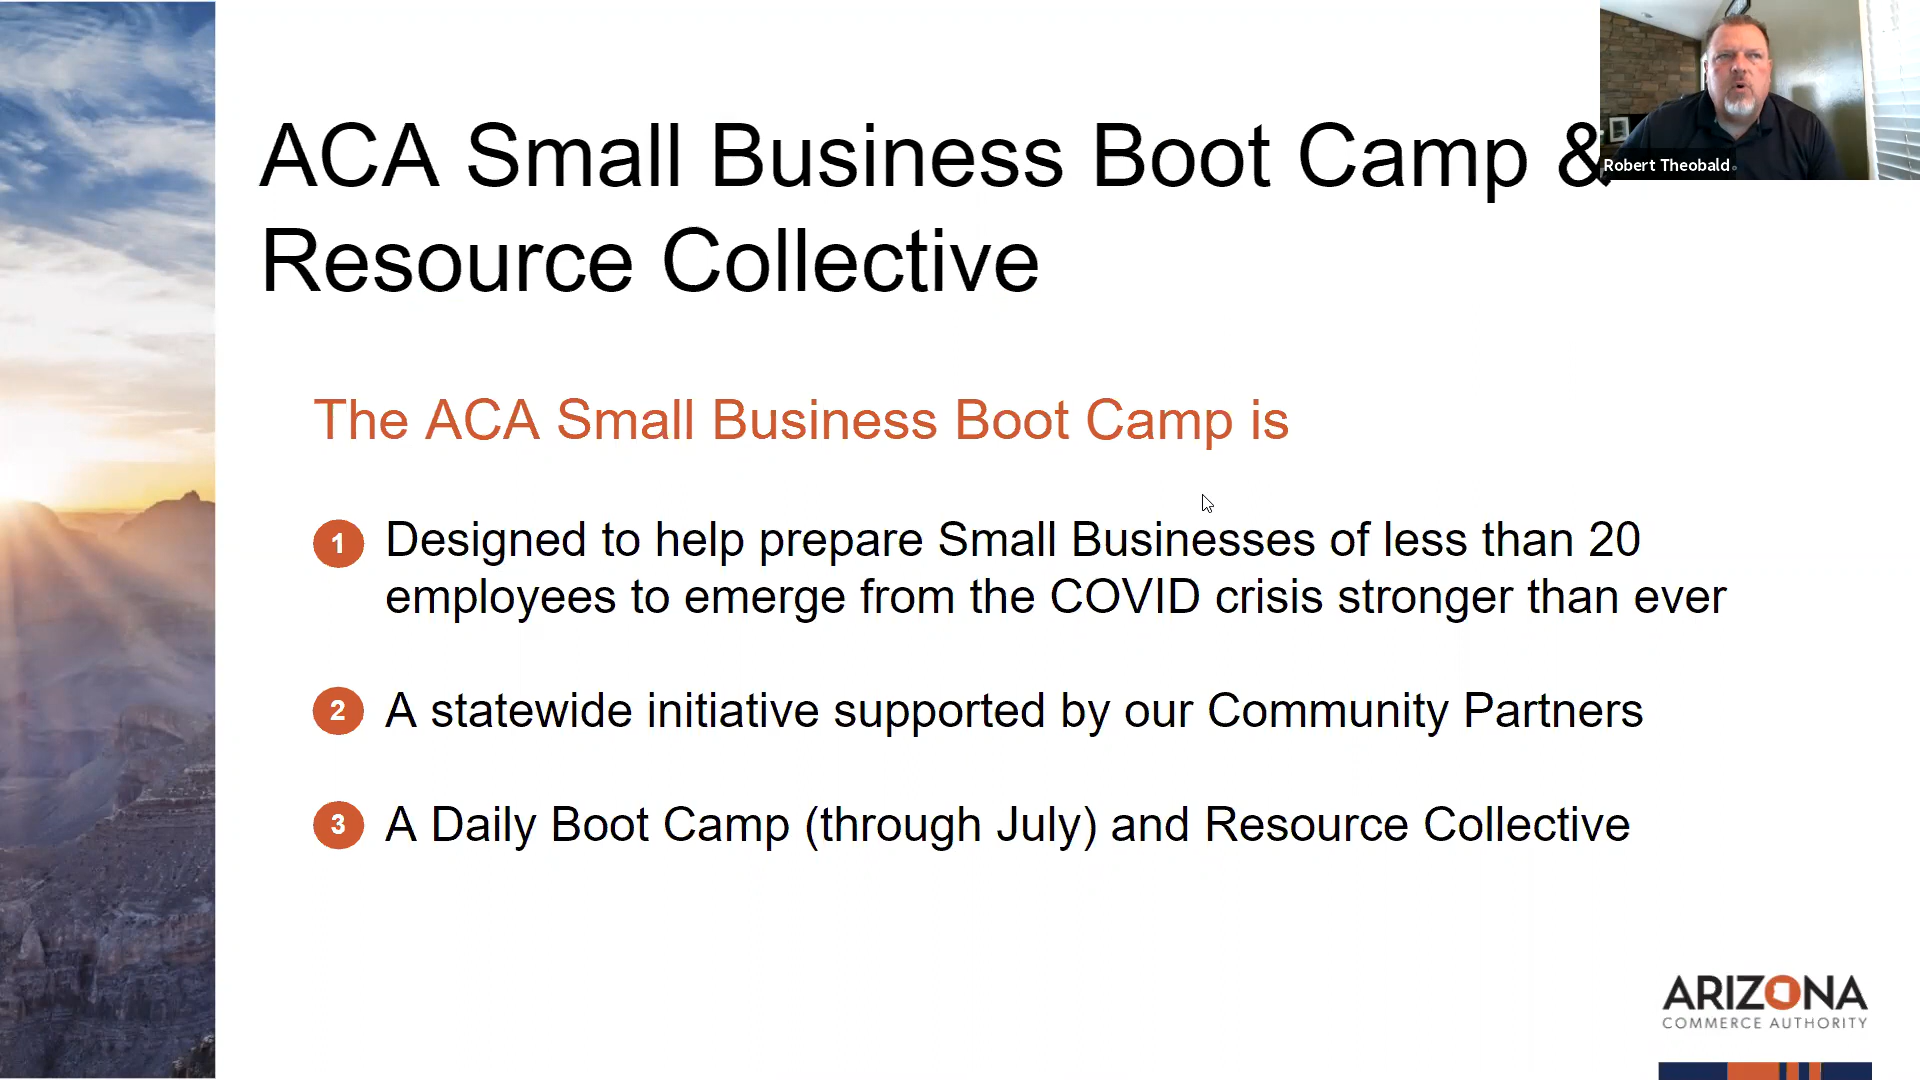 ACA Small Business Boot Camp &
Resource Collective
Robert Theobald
The ACA Small Business Boot Camp is
1 Designed to help prepare Small Businesses of less than 20
employees to emerge from the COVID crisis stronger than ever
2 A statewide initiative supported by our Community Partners
3 A Daily Boot Camp (through July) and Resource Collective
ARIZONA
COMMERCE AUTHORITY